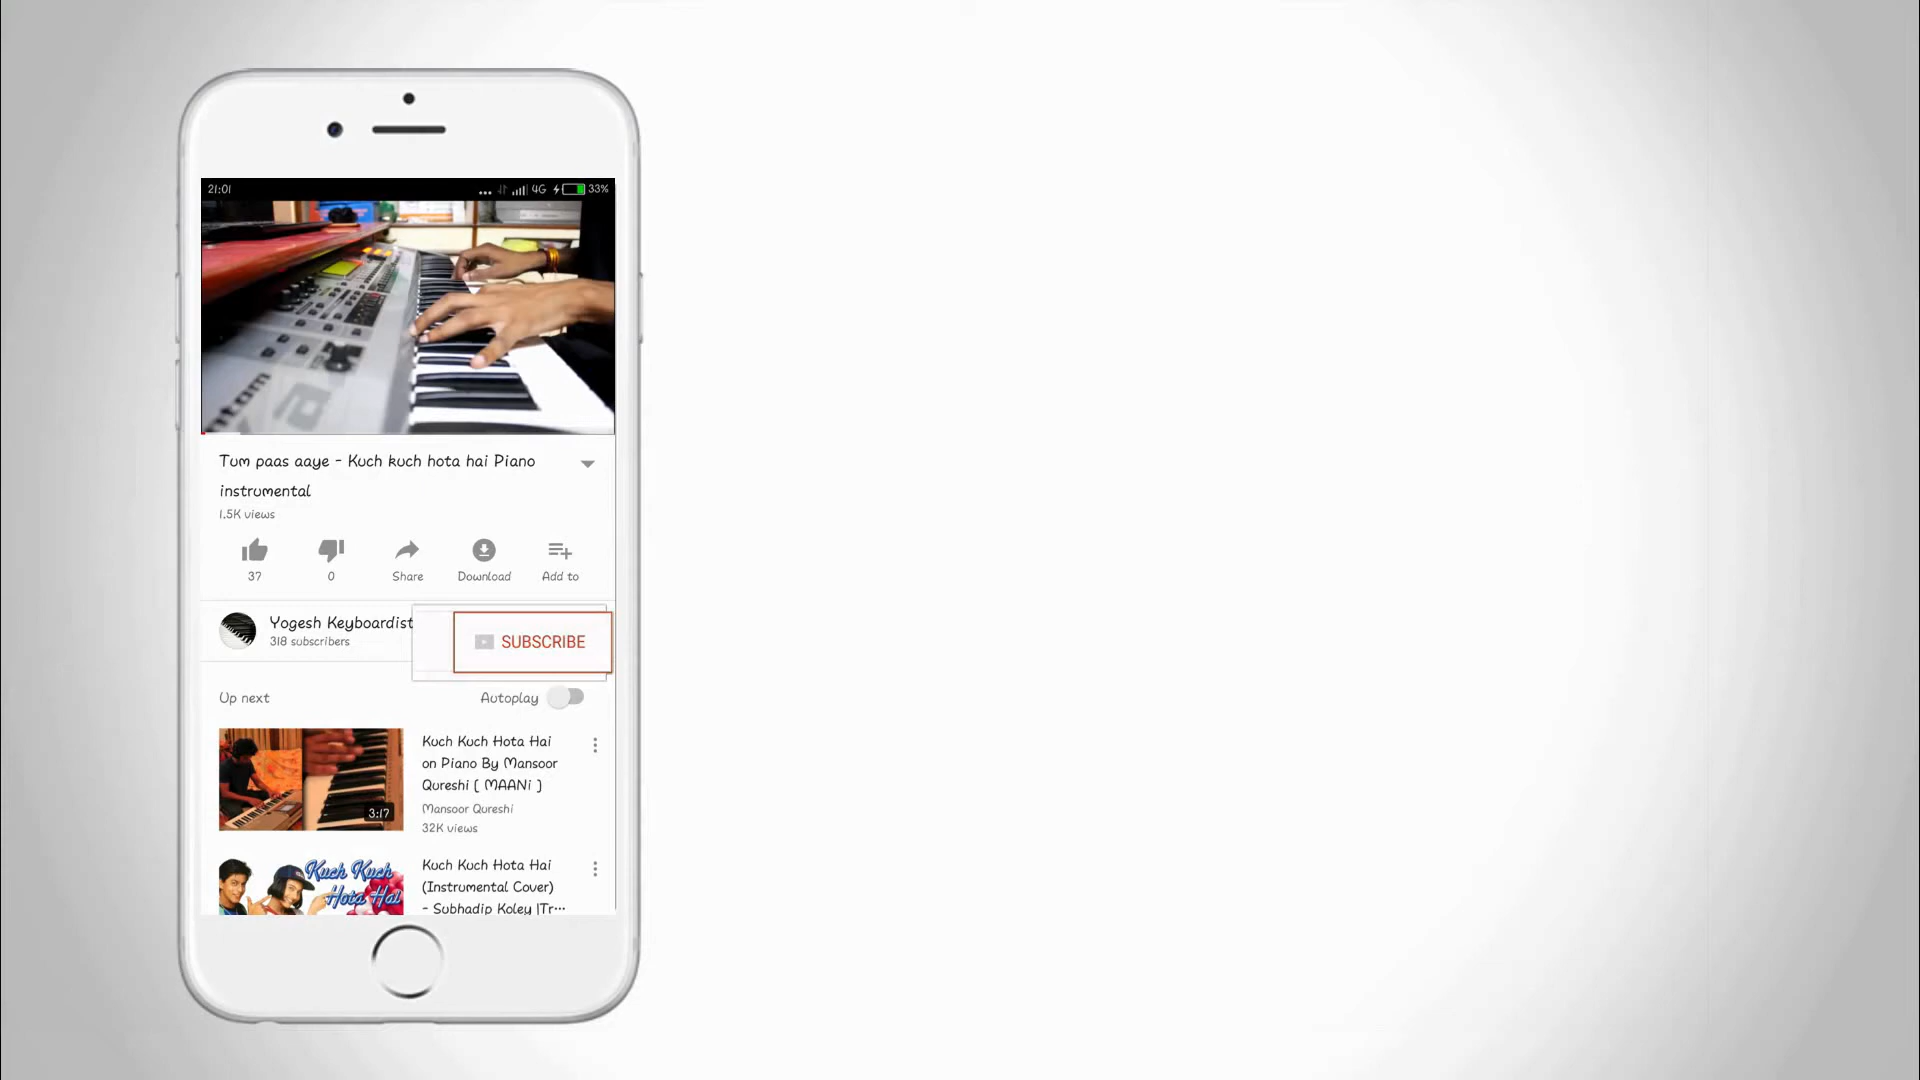 21:01
4G
33%
Tum paas aaye - Kuch kuch hota hai Piano
instrumental
1.5K views
37
0
Share
Download
Add to
Yogesh Keyboardist
318 subscribers
SUBSCRIBE
Up next
Autoplay
3:17
Kuch Kuch Hota Hai
on Piano By Mansoor
Qureshi [ MAANi ]
Mansoor Qureshi
32K views
Kuch Kuch
Hota Hai
Kuch Kuch Hota Hai
(Instrumental Cover)
- Subhadip Koley |Tr...